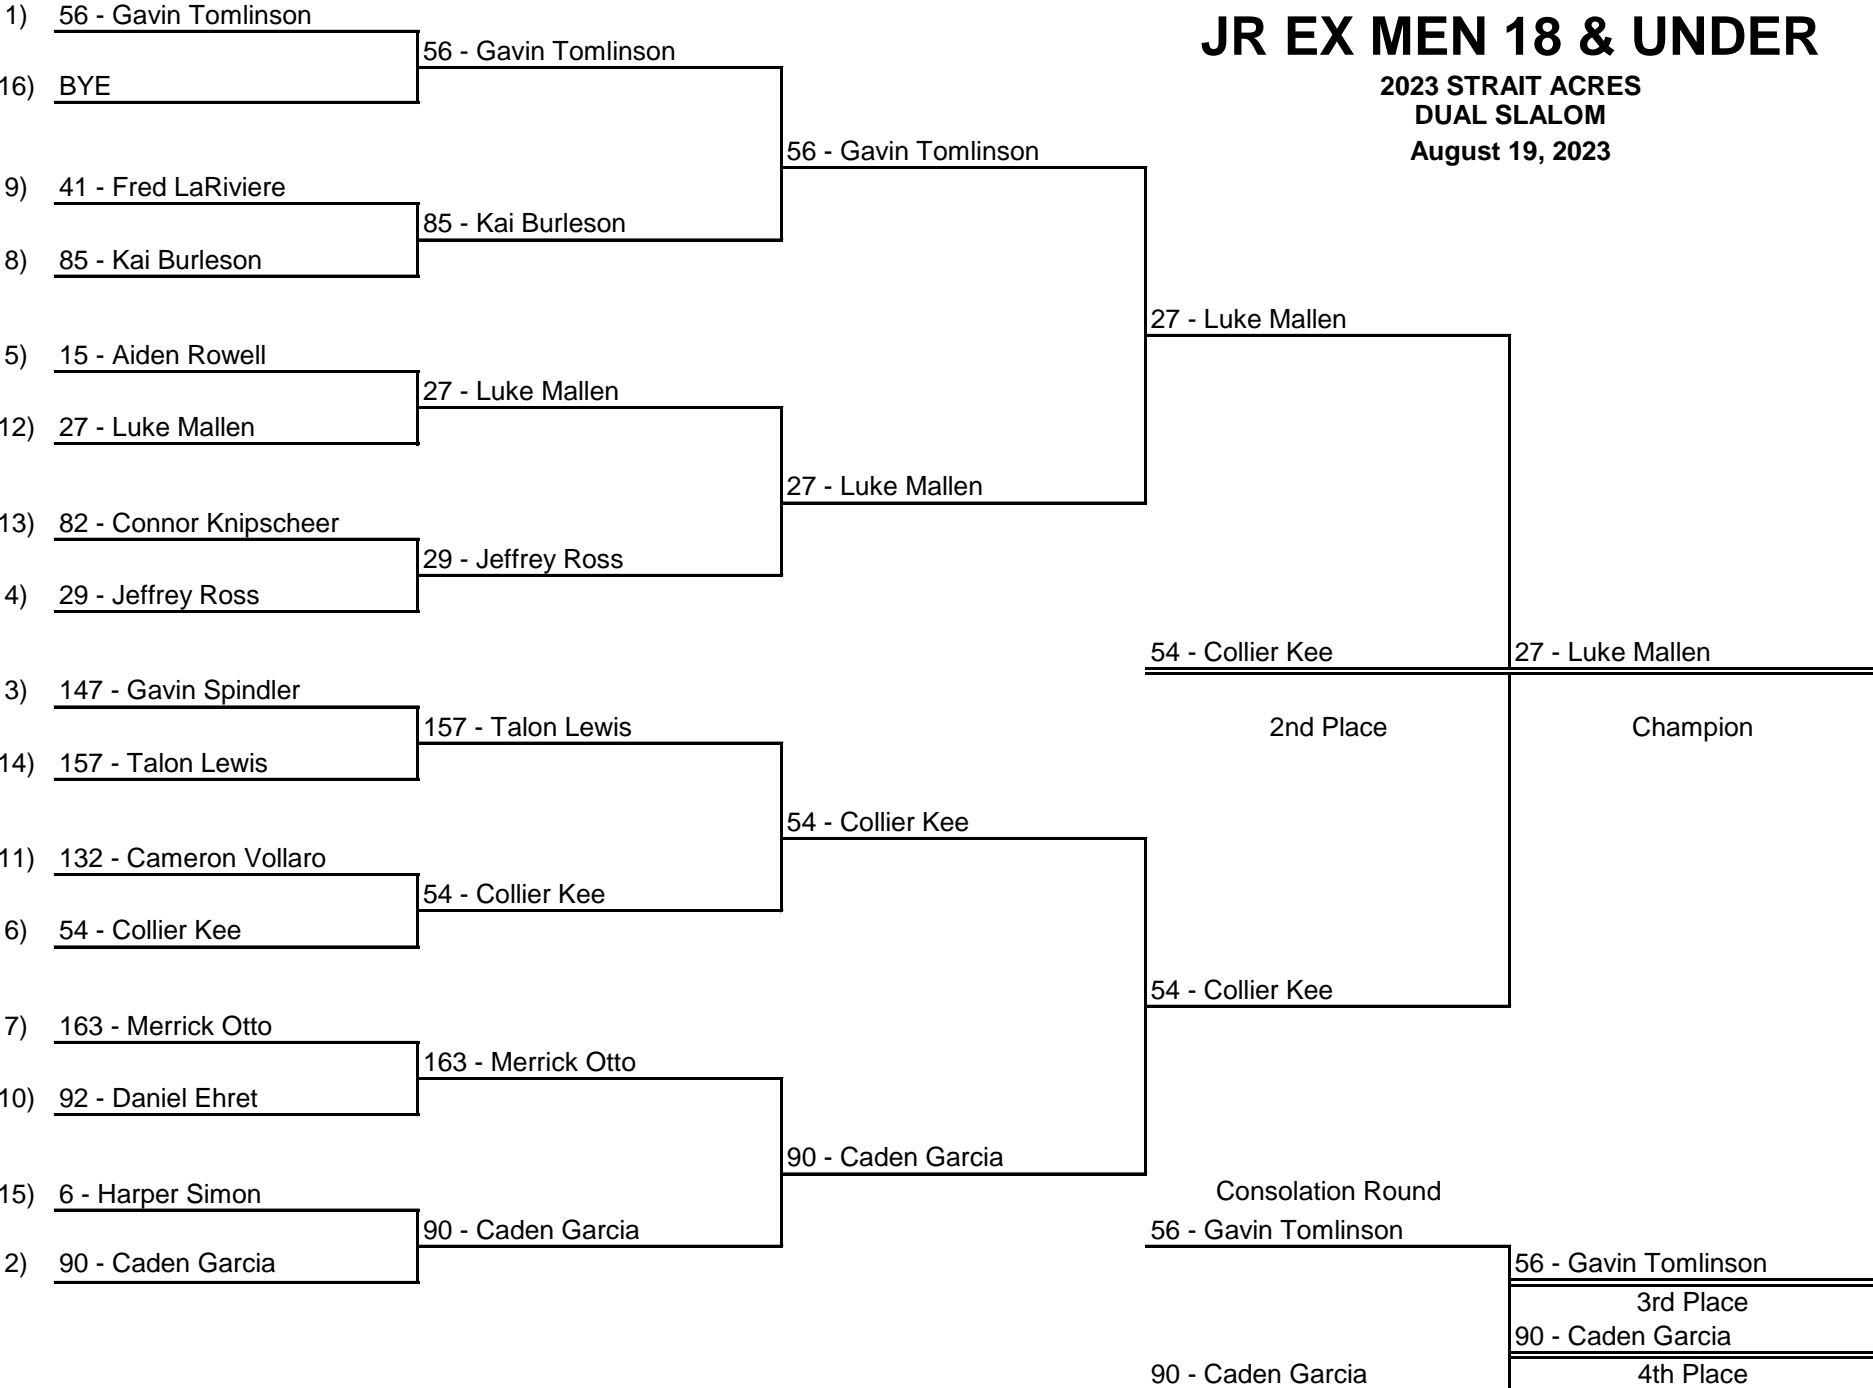 JR EX MEN 18 & UNDER
2023 STRAIT ACRES
DUAL SLALOM
August 19, 2023
1) 56 - Gavin Tomlinson
56 - Gavin Tomlinson
16) BYE
56 - Gavin Tomlinson
9) 41 - Fred LaRiviere
85 - Kai Burleson
8) 85 - Kai Burleson
27 - Luke Mallen
5) 15 - Aiden Rowell
27 - Luke Mallen
12) 27 - Luke Mallen
27 - Luke Mallen
13) 82 - Connor Knipscheer
29 - Jeffrey Ross
4) 29 - Jeffrey Ross
54 - Collier Kee
27 - Luke Mallen
3) 147 - Gavin Spindler
157 - Talon Lewis
2nd Place
Champion
14) 157 - Talon Lewis
54 - Collier Kee
11) 132 - Cameron Vollaro
54 - Collier Kee
6) 54 - Collier Kee
54 - Collier Kee
7) 163 - Merrick Otto
163 - Merrick Otto
10) 92 - Daniel Ehret
90 - Caden Garcia
15) 6 - Harper Simon
Consolation Round
90 - Caden Garcia
56 - Gavin Tomlinson
2) 90 - Caden Garcia
56 - Gavin Tomlinson
3rd Place
90 - Caden Garcia
90 - Caden Garcia
4th Place